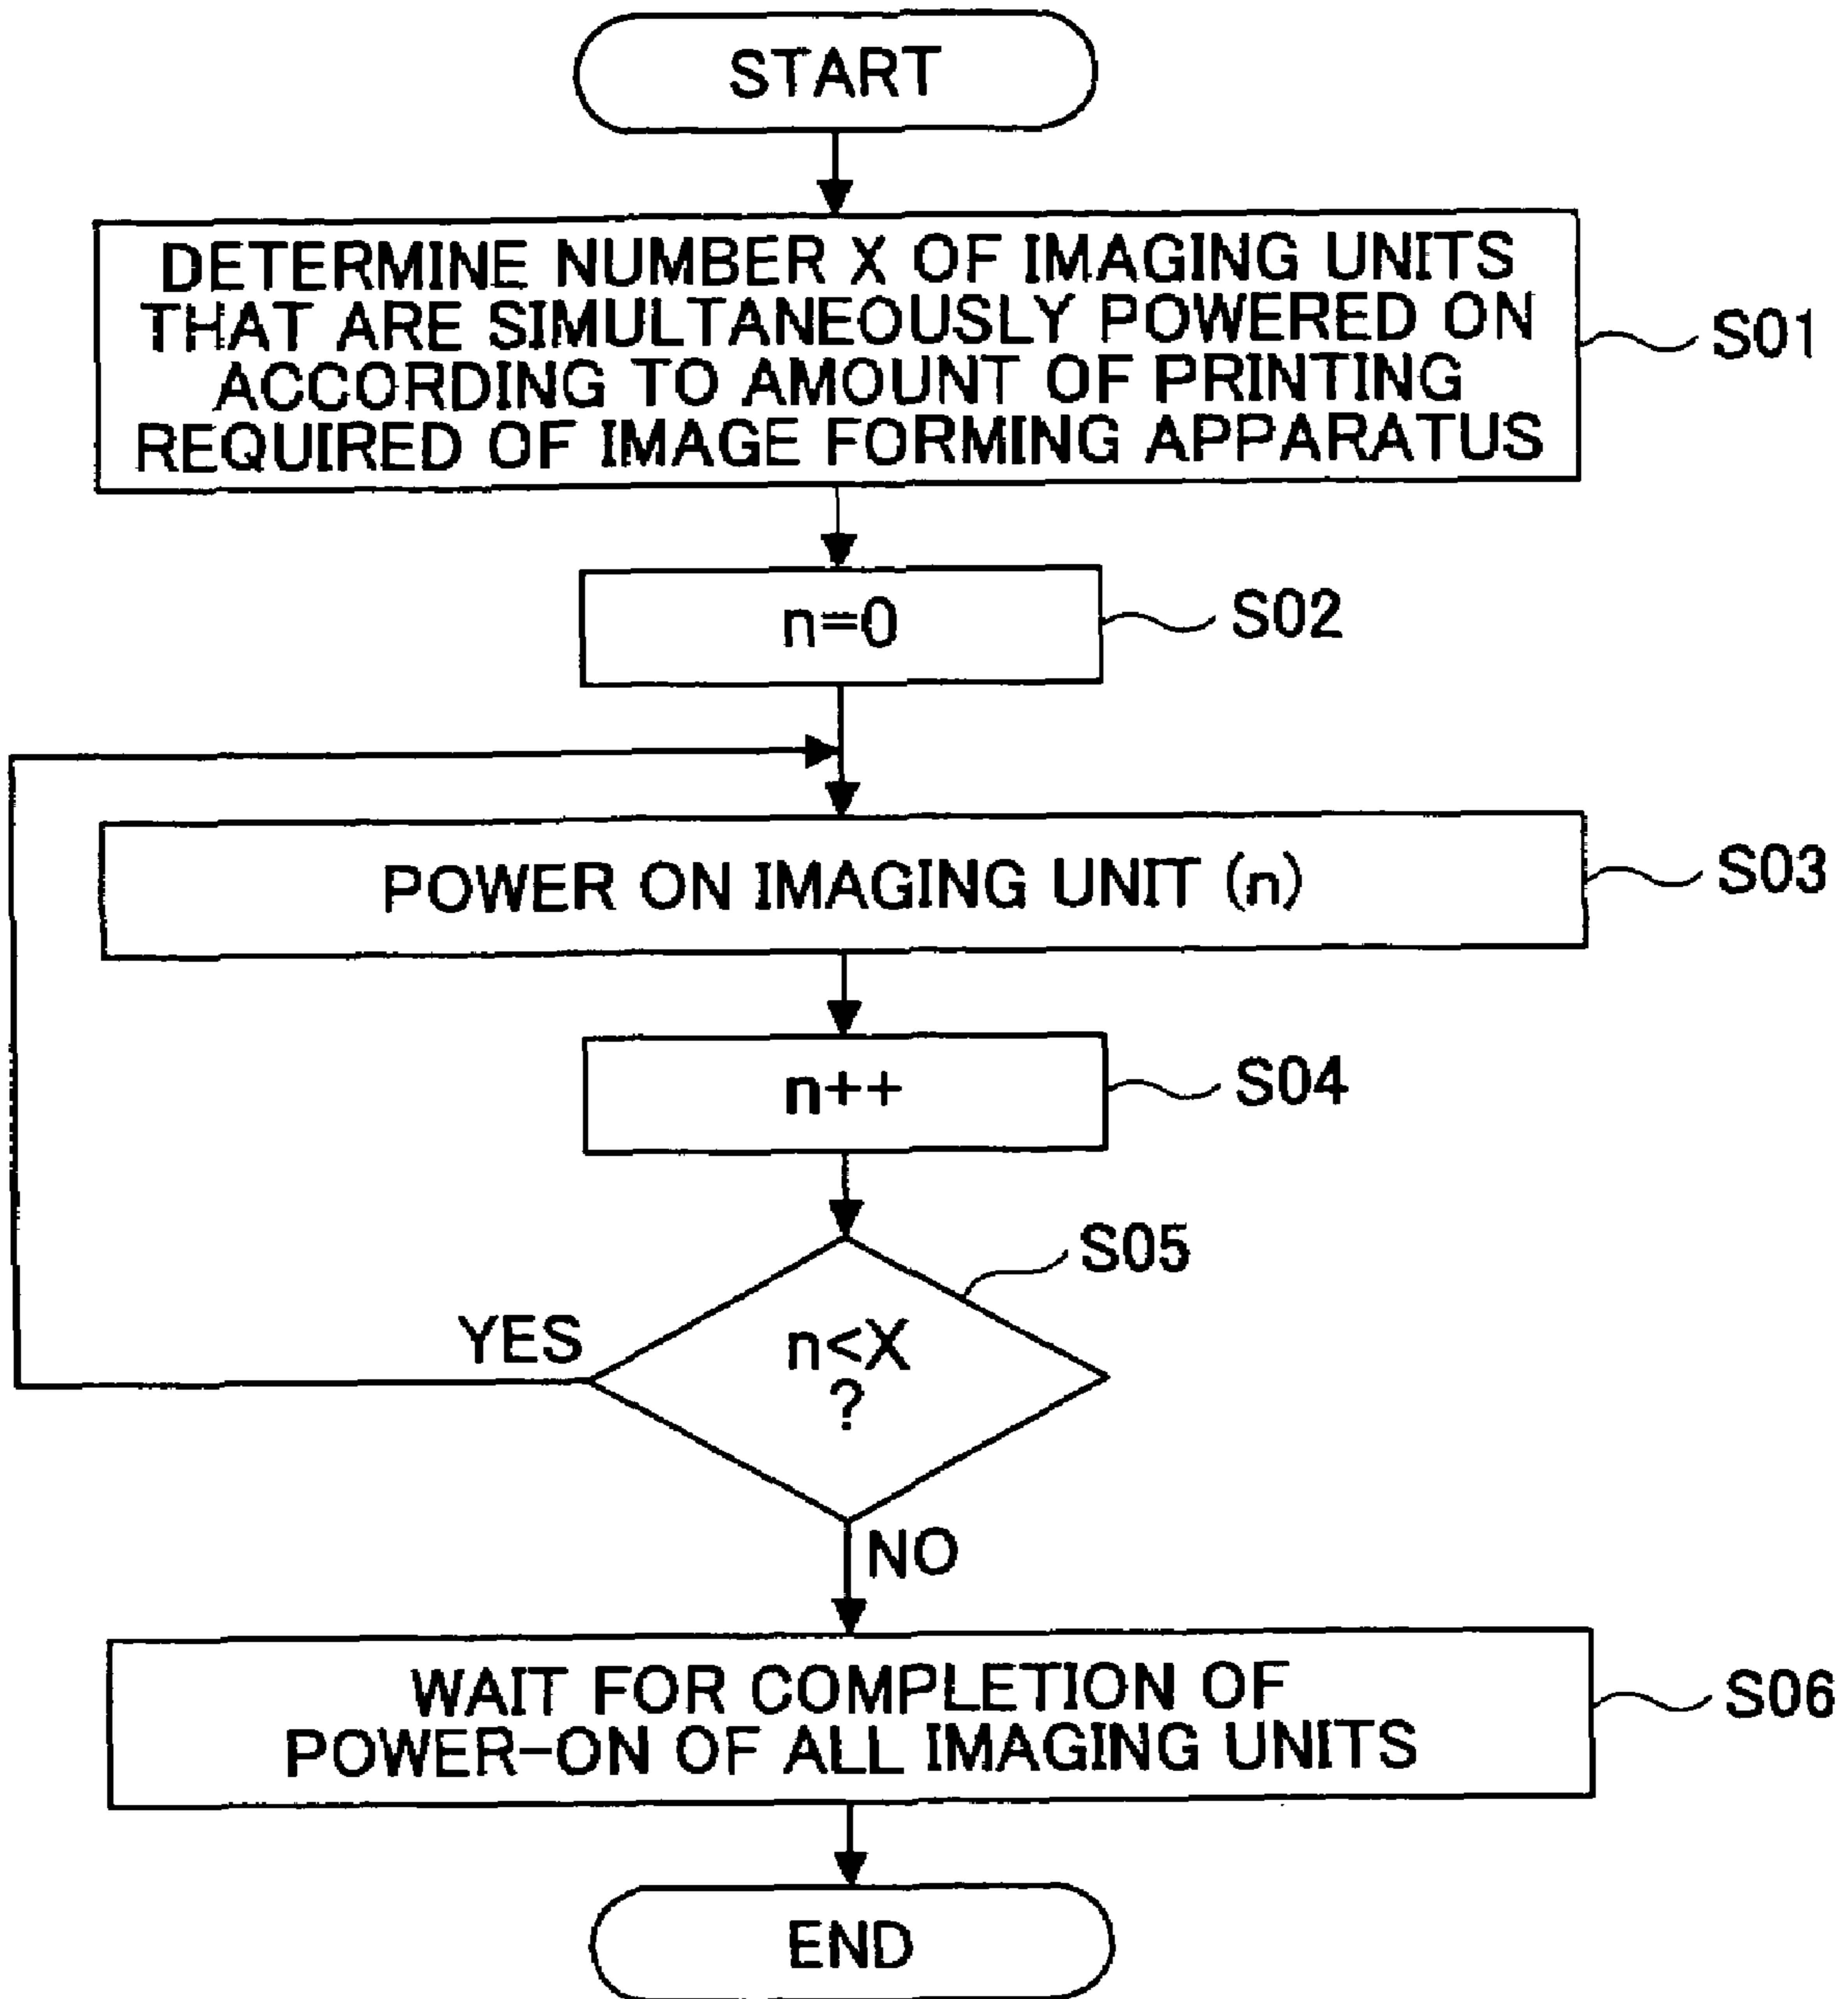 START
DETERMINE NUMBER X OF IMAGING UNITS
THAT ARE SIMULTANEOUSLY POWERED ON
ACCORDING TO AMOUNT OF PRINTING
REQUIRED OF IMAGE FORMING APPARATUS
S01
n=0
S02
POWER ON IMAGING UNIT (n)
S03
n++
S04
S05
YES
n<X
?
NO
WAIT FOR COMPLETION OF
POWER-ON OF ALL IMAGING UNITS
S06
END